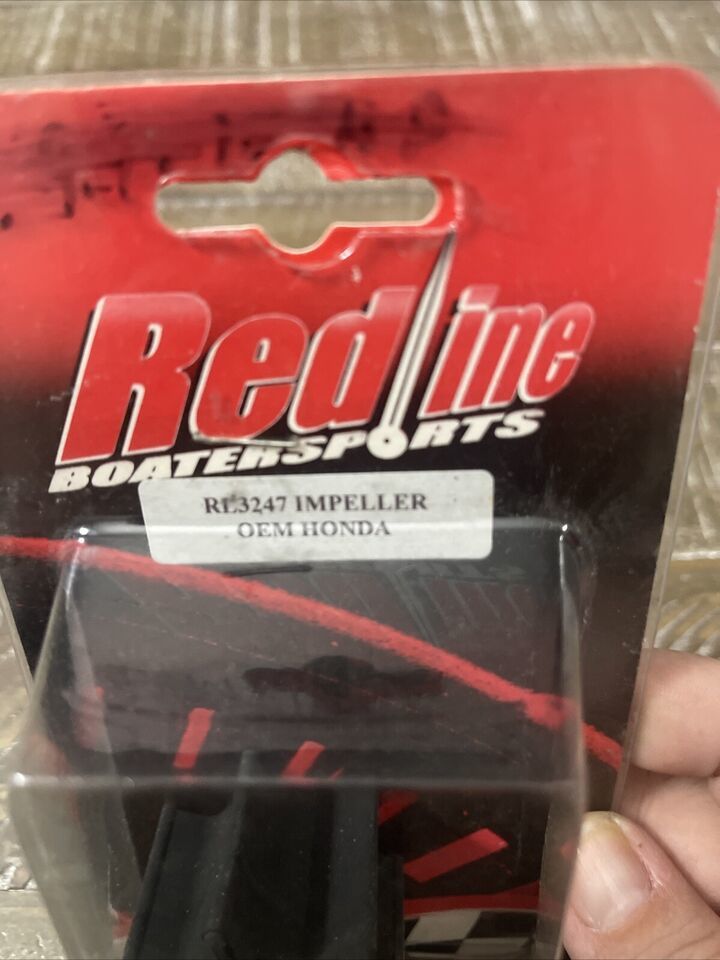 Redline
BOATERSPORTS
RL3247 IMPELLER
OEM HONDA